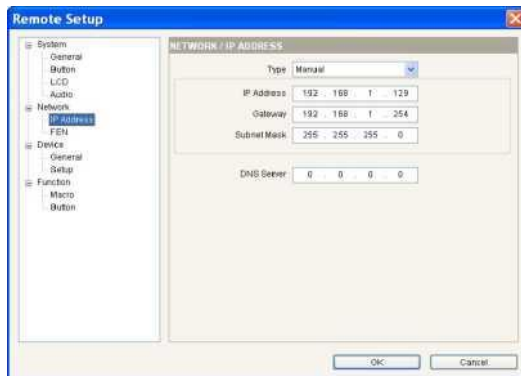 Remote Setup
System
General
Button
LCD
Audio
Network
IP Address
FEN
Device
General
Setup
Function
Macro
Button
NETWORK / IP ADDRESS
Type Manual
IP Address 192 . 168 . 1 . 129
Gateway 192 . 168 . 1 . 254
Subnet Mask 255 . 255 . 255 . 0
DNS Server 0 . 0 . 0 . 0
OK Cancel